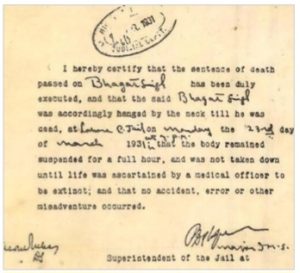 1931
I hereby certify that the sentence of death
passed on Bhagat Singh has been duly
executed, and that the said Bhagat Singh
was accordingly hanged by the neck till he was
dead, at Lahore C. Jail on Monday the 23rd day
of March 1931 that the body remained
suspended for a full hour, and was not taken down
until life was ascertained by a medical officer to
be extinct; and that no accident, error or other
misadventure occurred.
Major I.M.S.
Superintendent of the Jail at